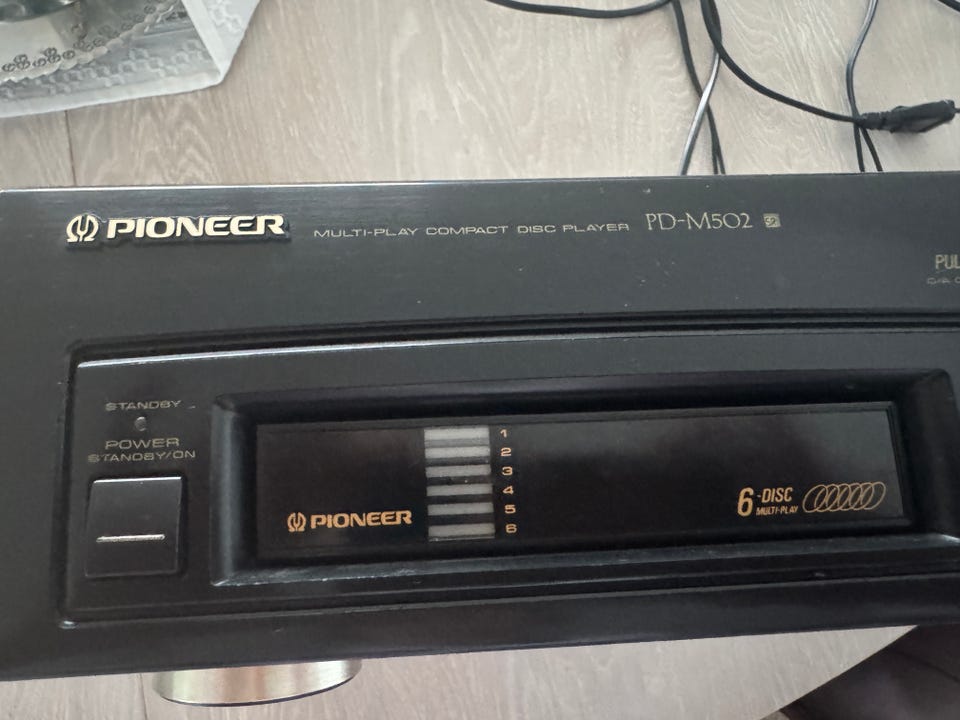 PIONEER MULTI-PLAY COMPACT DISC PLAYER PD-M502
PUL
STANDBY
POWER
STANDBY/ON
1
2
3
4
5
6
PIONEER
6-DISC
MULTI-PLAY